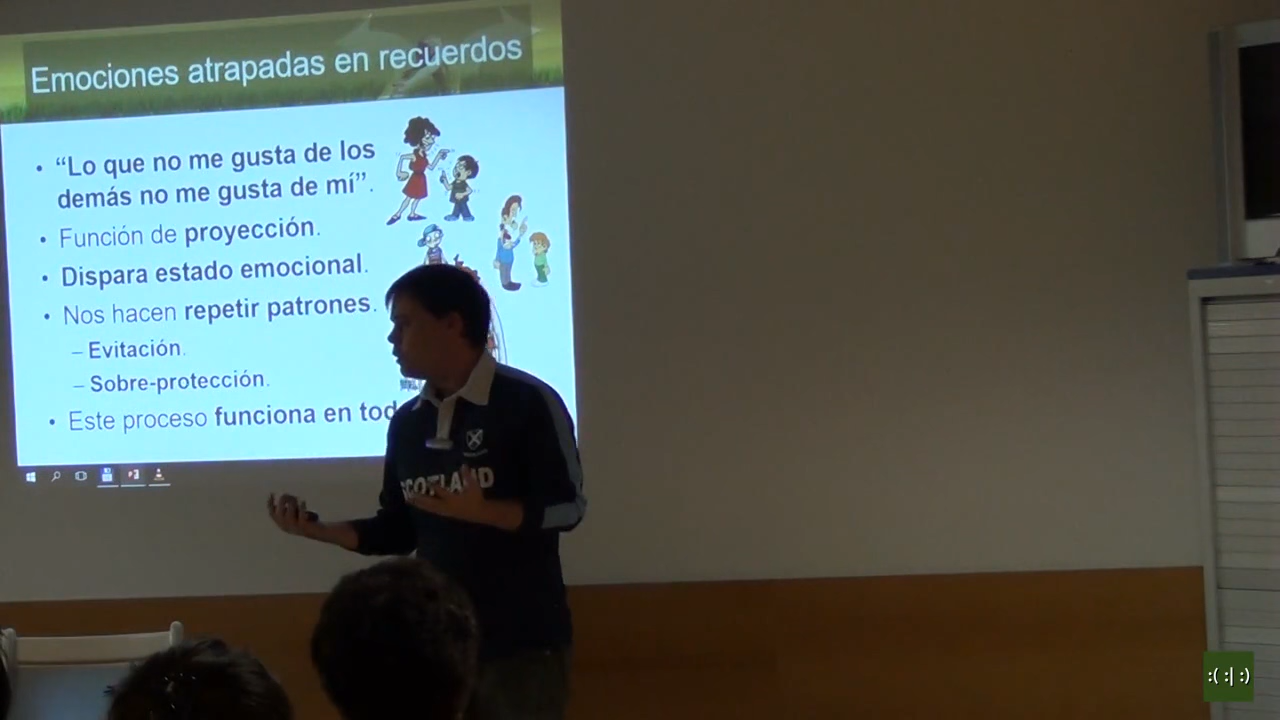 Emociones atrapadas en recuerdos
• “Lo que no me gusta de los
demás no me gusta de mí”.
• Función de proyección.
• Dispara estado emocional.
• Nos hacen repetir patrones.
– Evitación.
– Sobre-protección.
• Este proceso funciona en tod
SCOTLAND
:( :| :)